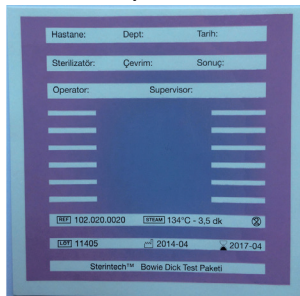 Hastane: Dept: Tarih:
Sterilizatör: Çevrim: Sonuç:
Operator: Supervisor:
REF 102.020.0020 STEAM 134°C - 3,5 dk
LOT 11405 2014-04 2017-04
Sterintech™ Bowie Dick Test Paketi